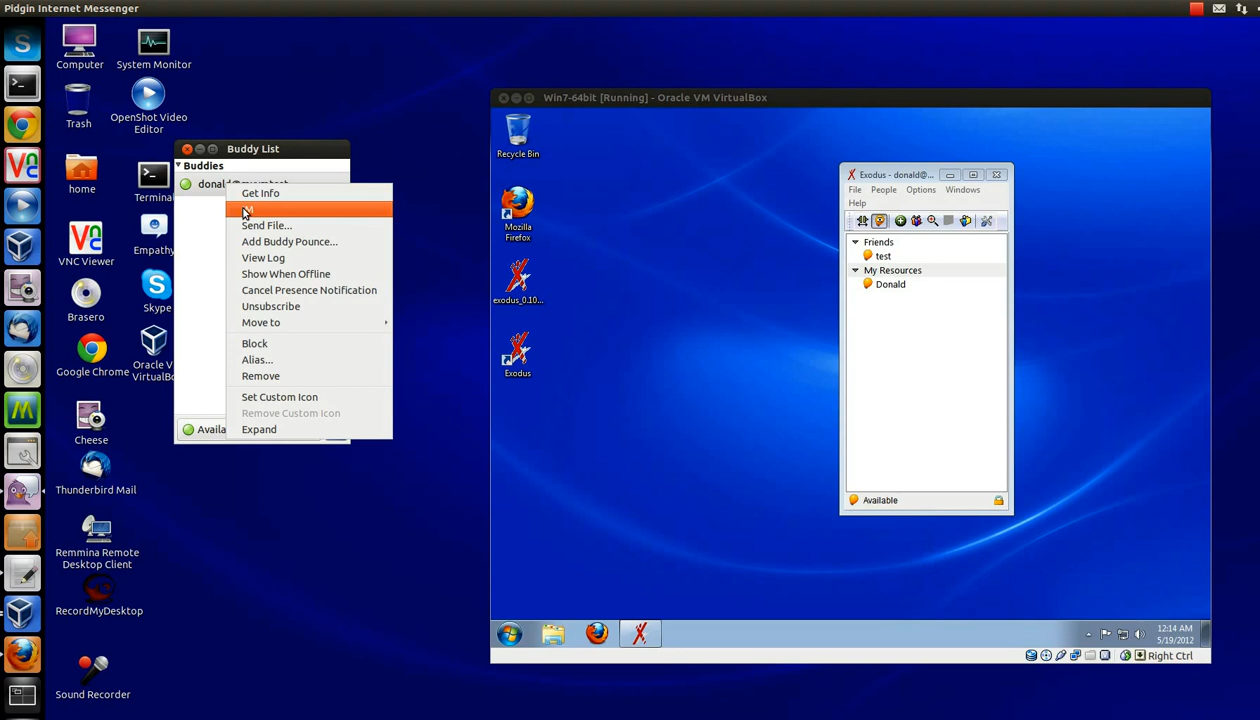 Pidgin Internet Messenger
Computer
System Monitor
Trash
OpenShot Video
Editor
home
Terminal
VNC Viewer
Empathy
Brasero
Skype
Google Chrome
Oracle V
VirtualBo
Cheese
Thunderbird Mail
Remmina Remote
Desktop Client
RecordMyDesktop
Sound Recorder
Buddy List
Buddies
Availa
Get Info
Send File...
Add Buddy Pounce...
View Log
Show When Offline
Cancel Presence Notification
Unsubscribe
Move to
Block
Alias...
Remove
Set Custom Icon
Remove Custom Icon
Expand
Win7-64bit [Running] - Oracle VM VirtualBox
Recycle Bin
Mozilla
Firefox
exodus_0.10...
Exodus
Exodus - donald@...
File People Options Windows
Help
Friends
test
My Resources
Donald
Available
12:14 AM
5/19/2012
Right Ctrl